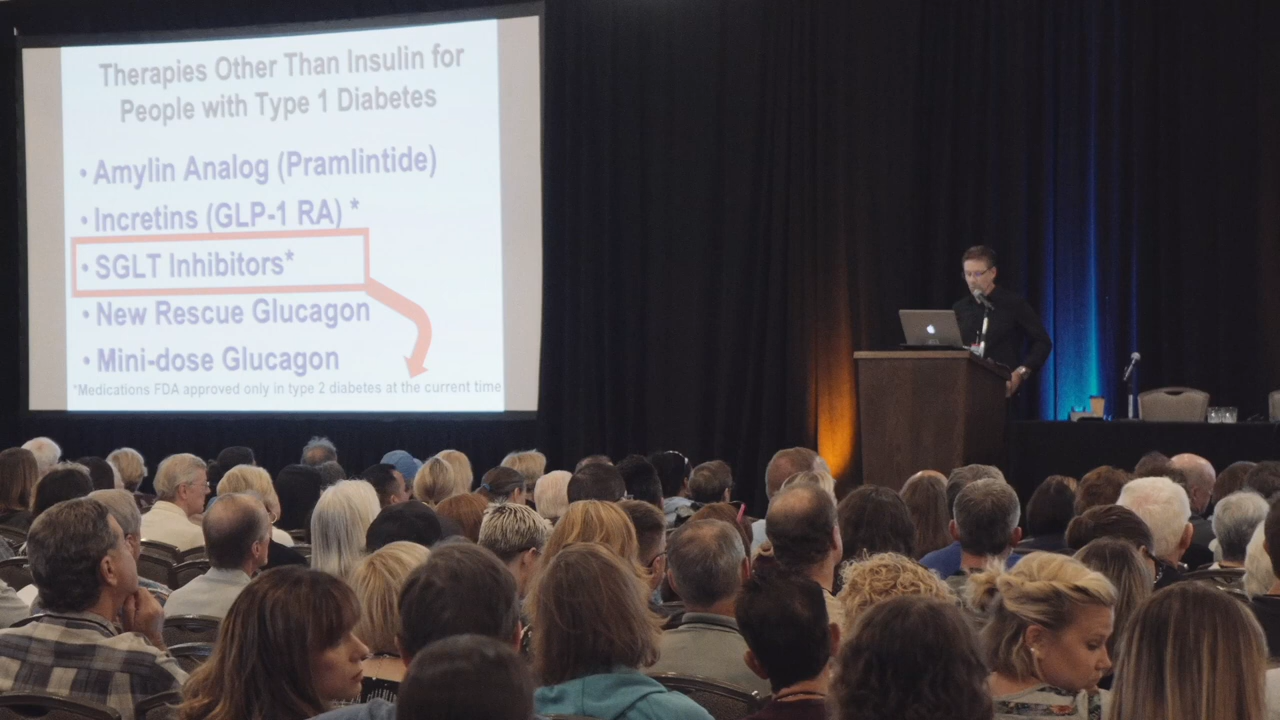 Therapies Other Than Insulin for
People with Type 1 Diabetes
• Amylin Analog (Pramlintide)
• Incretins (GLP-1 RA) *
• SGLT Inhibitors*
• New Rescue Glucagon
• Mini-dose Glucagon
*Medications FDA approved only in type 2 diabetes at the current time